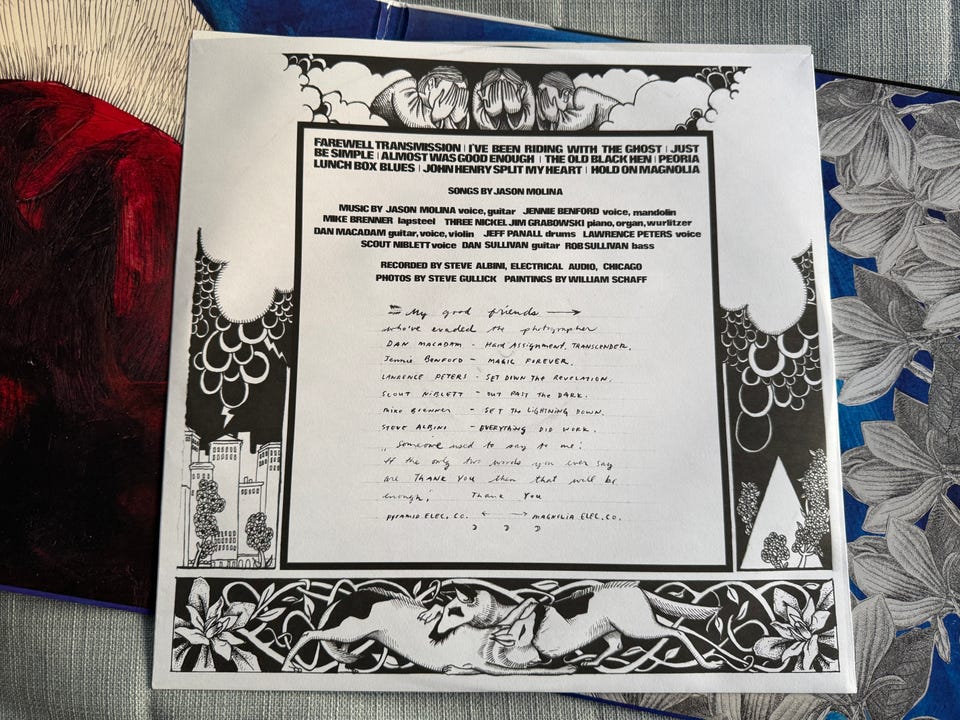 FAREWELL TRANSMISSION | I'VE BEEN RIDING WITH THE GHOST | JUST
BE SIMPLE | ALMOST WAS GOOD ENOUGH | THE OLD BLACK HEN | PEORIA
LUNCH BOX BLUES | JOHN HENRY SPLIT MY HEART | HOLD ON MAGNOLIA
SONGS BY JASON MOLINA
MUSIC BY JASON MOLINA voice, guitar JENNIE BENFORD voice, mandolin
MIKE BRENNER lapsteel THREE NICKEL JIM GRABOWSKI piano, organ, wurlitzer
DAN MACADAM guitar, voice, violin JEFF PANALL drums LAWRENCE PETERS voice
SCOUT NIBLETT voice DAN SULLIVAN guitar ROB SULLIVAN bass
RECORDED BY STEVE ALBINI, ELECTRICAL AUDIO, CHICAGO
PHOTOS BY STEVE GULLICK PAINTINGS BY WILLIAM SCHAFF
My good friends →
who've evaded the photographer
DAN MACADAM - Hard Assignment, TRANSCENDER.
Jennie BenFord - MAGIC FOREVER.
LAWRENCE PETERS - SET DOWN the REVELATION.
SCOUT NIBLETT - OUT PAST the DARK.
Mike Brenner - SET the LIGHTNING DOWN.
STEVE ALBINI - EVERYTHING DID WORK.
"Someone used to say to me:
If the only two words you ever say
are THANK YOU then that will be
enough! Thank You
PYRAMID ELEC. CO. ← → MAGNOLIA ELEC. CO.